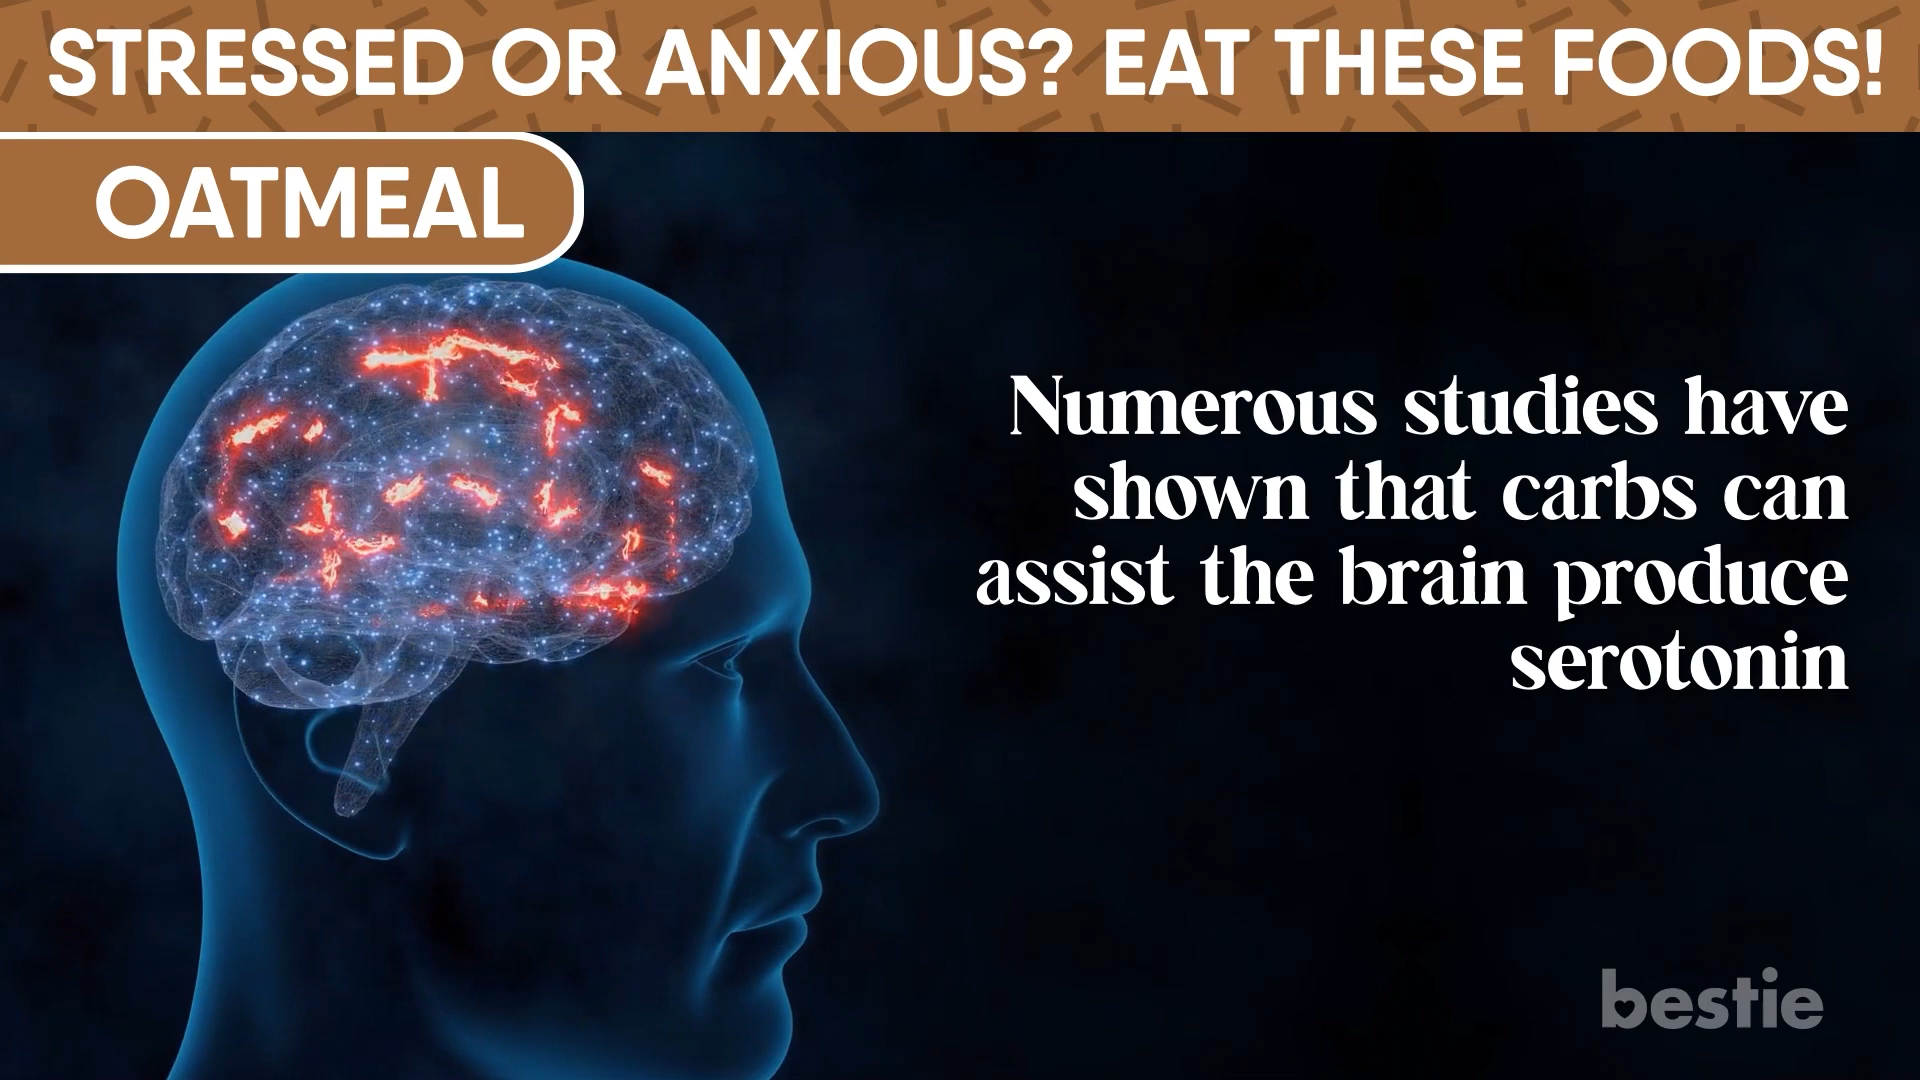 STRESSED OR ANXIOUS? EAT THESE FOODS!
OATMEAL
Numerous studies have
shown that carbs can
assist the brain produce
serotonin
bestie